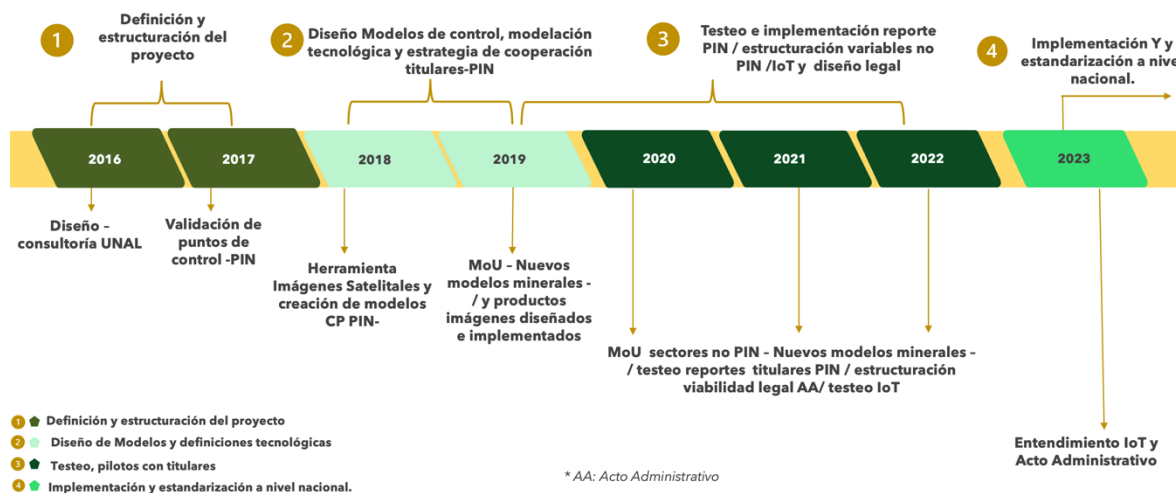 1
Definición y
estructuración del
proyecto
2
Diseño Modelos de control, modelación
tecnológica y estrategia de cooperación
titulares-PIN
3
Testeo e implementación reporte
PIN / estructuración variables no
PIN /IoT y diseño legal
4
Implementación Y y
estandarización a nive
nacional.
2016
2017
2018
2019
2020
2021
2022
2023
Diseño –
consultoría UNAL
Validación de
puntos de
control -PIN
Herramienta
Imágenes Satelitales y
creación de modelos
CP PIN-
MoU – Nuevos
modelos minerales -
/ y productos
imágenes diseñados
e implementados
MoU sectores no PIN – Nuevos modelos minerales –
/ testeo reportes titulares PIN / estructuración
viabilidad legal AA/ testeo IoT
Entendimiento IoT y
Acto Administrativo
1 Definición y estructuración del proyecto
2 Diseño de Modelos y definiciones tecnológicas
3 Testeo, pilotos con titulares
4 Implementación y estandarización a nivel nacional.
* AA: Acto Administrativo